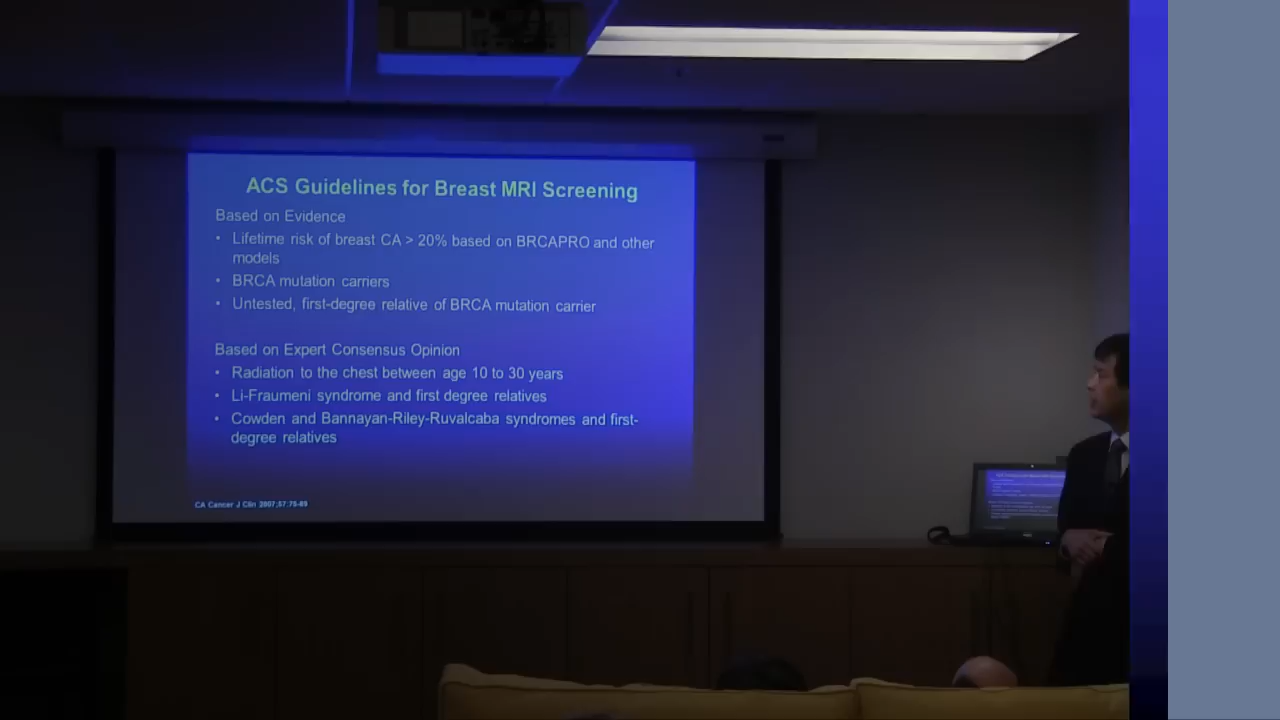 ACS Guidelines for Breast MRI Screening
Based on Evidence
• Lifetime risk of breast CA > 20% based on BRCAPRO and other
models
• BRCA mutation carriers
• Untested, first-degree relative of BRCA mutation carrier
Based on Expert Consensus Opinion
• Radiation to the chest between age 10 to 30 years
• Li-Fraumeni syndrome and first degree relatives
• Cowden and Bannayan-Riley-Ruvalcaba syndromes and first-
degree relatives
CA Cancer J Clin 2007;57:75-89